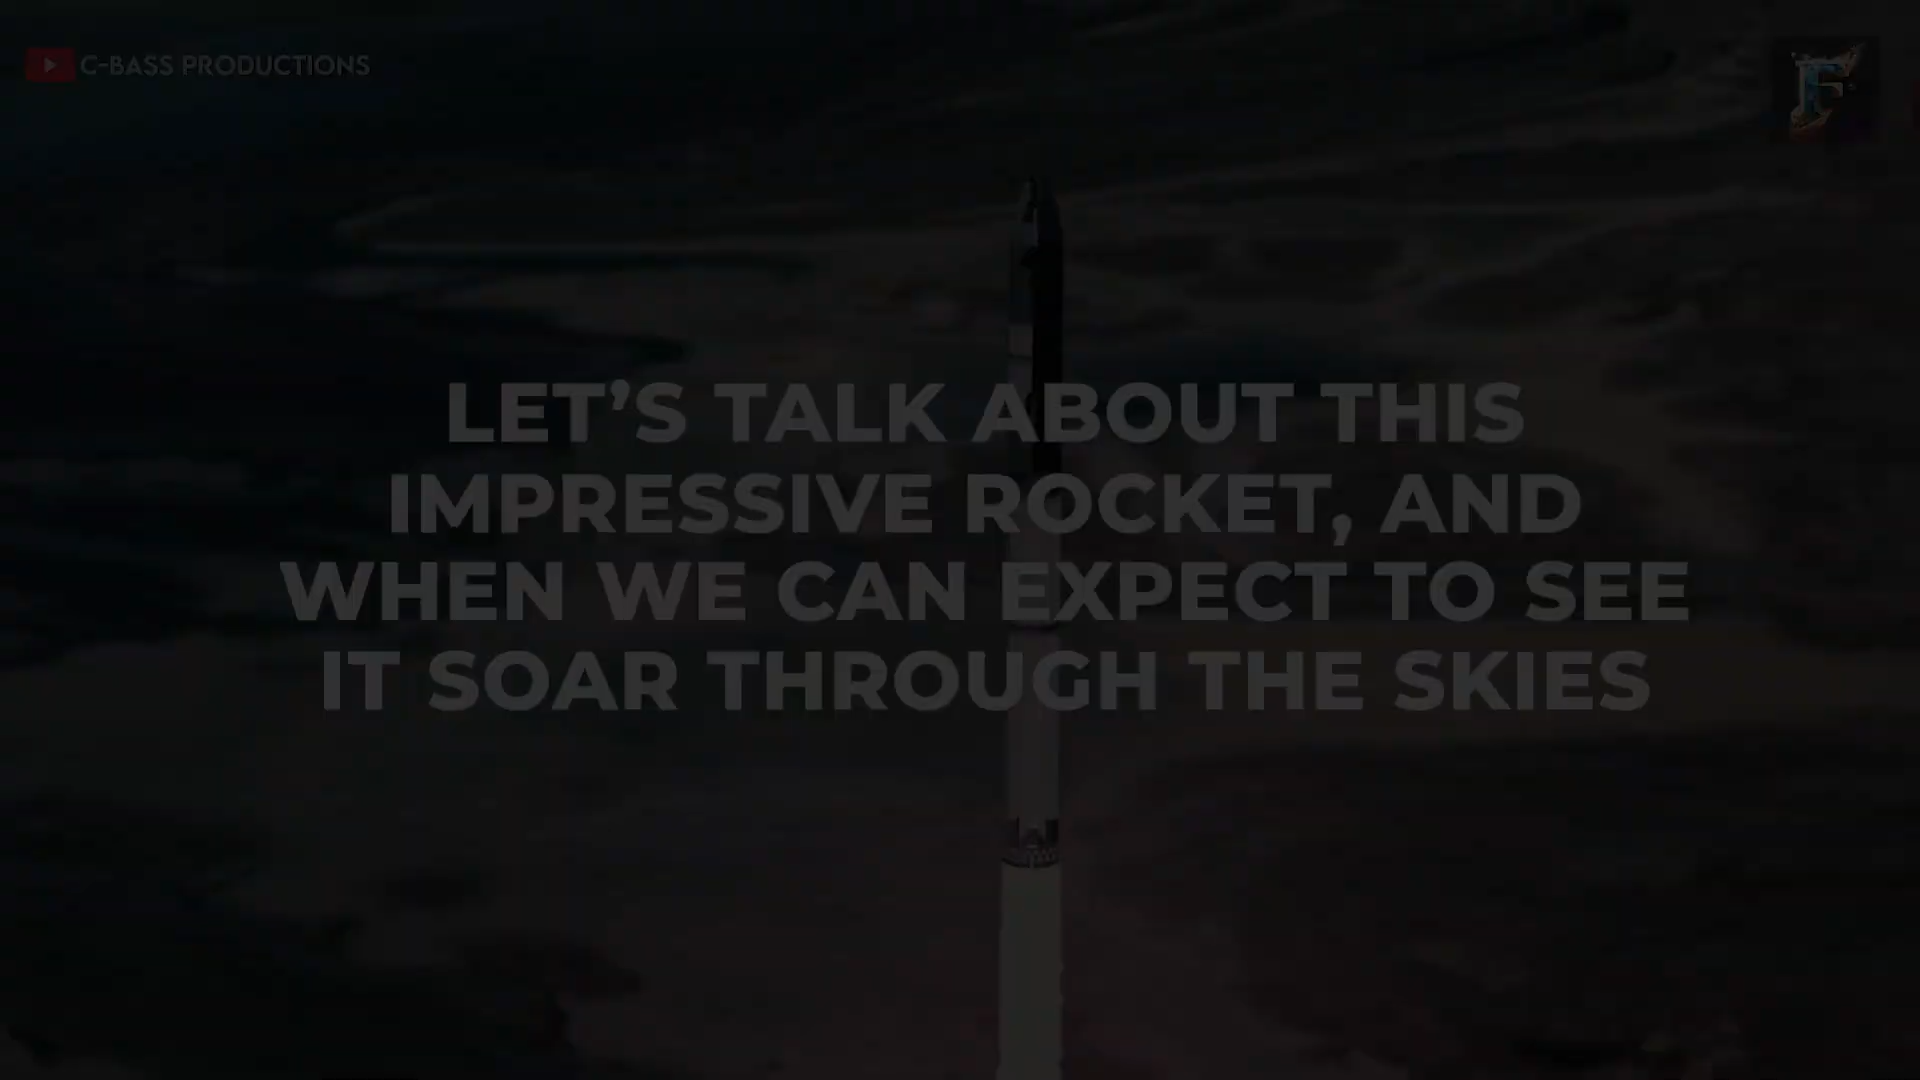 C-BASS PRODUCTIONS
F
LET’S TALK ABOUT THIS
IMPRESSIVE ROCKET, AND
WHEN WE CAN EXPECT TO SEE
IT SOAR THROUGH THE SKIES